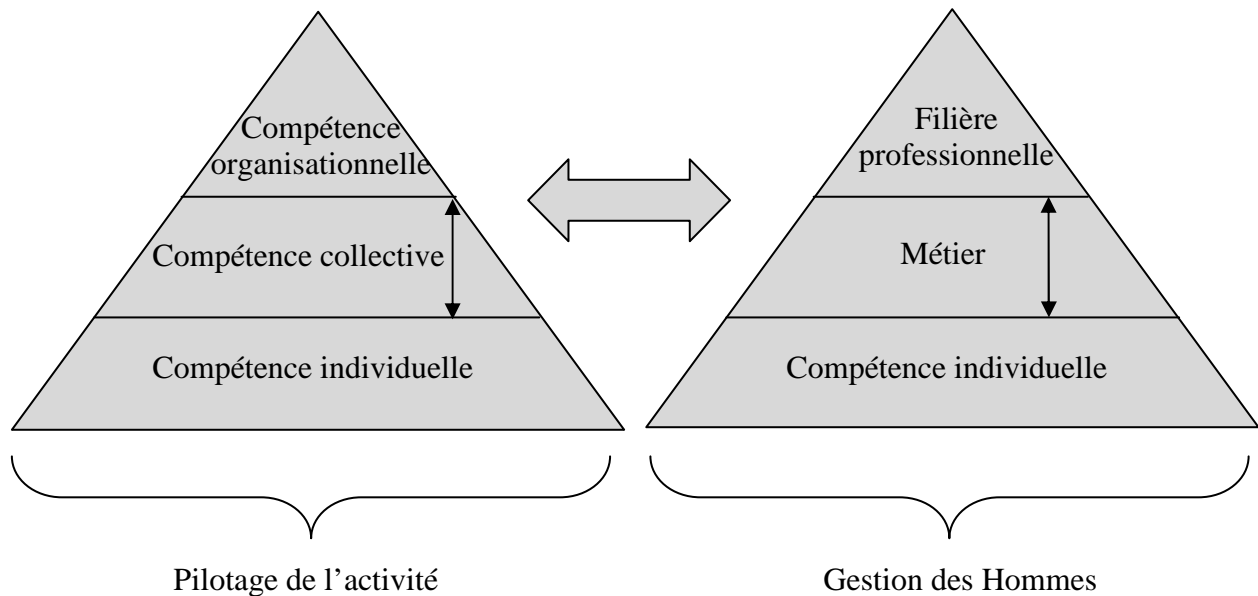 Compétence
organisationnelle
Compétence collective
Compétence individuelle
Pilotage de l’activité
Filière
professionnelle
Métier
Compétence individuelle
Gestion des Hommes